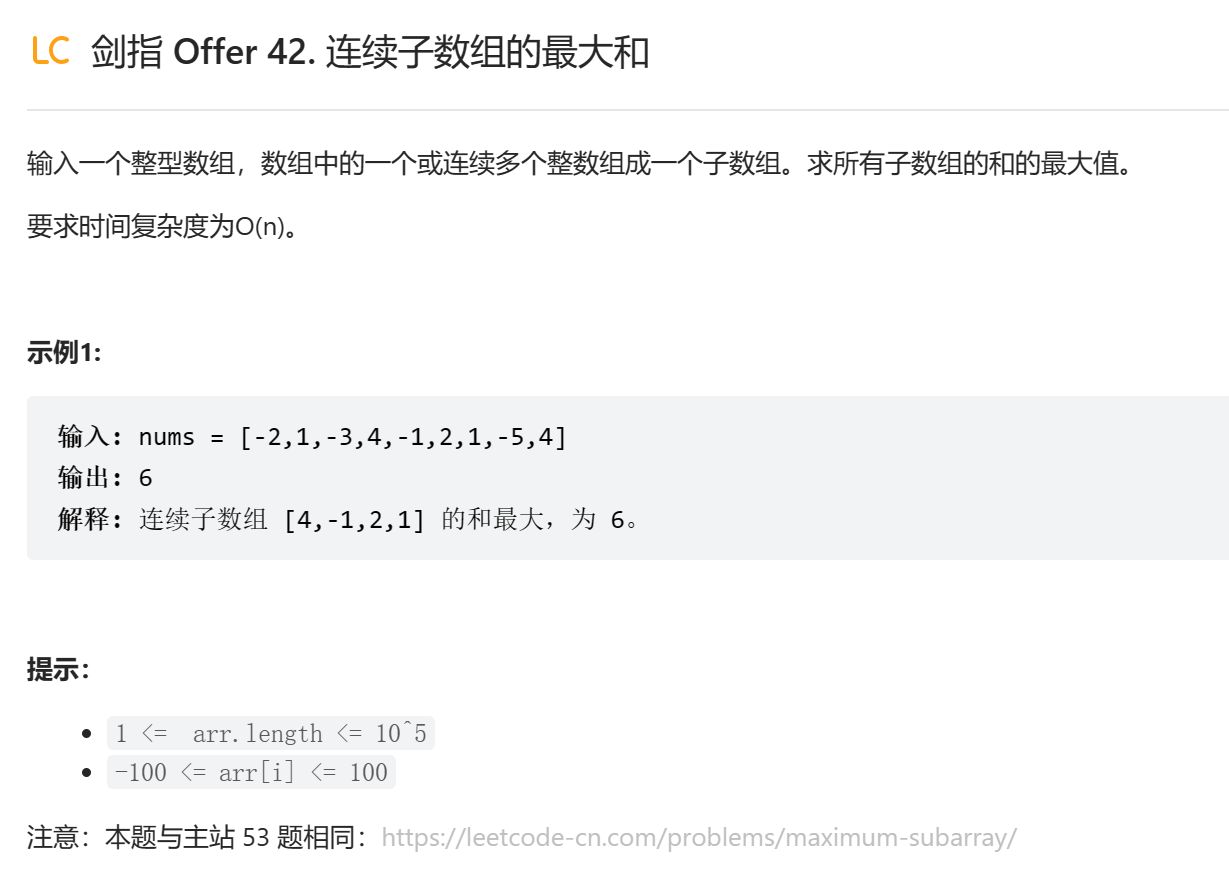 LC 剑指 Offer 42. 连续子数组的最大和
输入一个整型数组，数组中的一个或连续多个整数组成一个子数组。求所有子数组的和的最大值。
要求时间复杂度为O(n)。
示例1:
输入: nums = [-2,1,-3,4,-1,2,1,-5,4]
输出: 6
解释: 连续子数组 [4,-1,2,1] 的和最大，为 6。
提示：
1 <=  arr.length <= 10^5
-100 <= arr[i] <= 100
注意：本题与主站 53 题相同：https://leetcode-cn.com/problems/maximum-subarray/